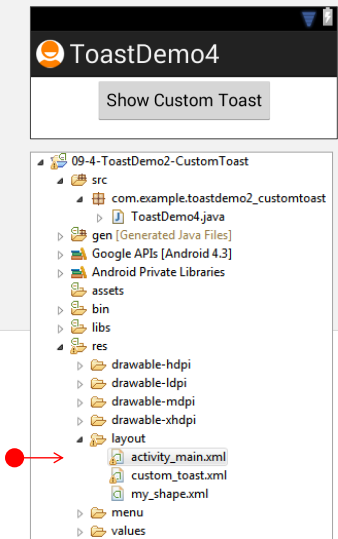 ToastDemo4
Show Custom Toast
09-4-ToastDemo2-CustomToast
src
com.example.toastdemo2_customtoast
ToastDemo4.java
gen [Generated Java Files]
Google APIs [Android 4.3]
Android Private Libraries
assets
bin
libs
res
drawable-hdpi
drawable-ldpi
drawable-mdpi
drawable-xhdpi
layout
activity_main.xml
custom_toast.xml
my_shape.xml
menu
values